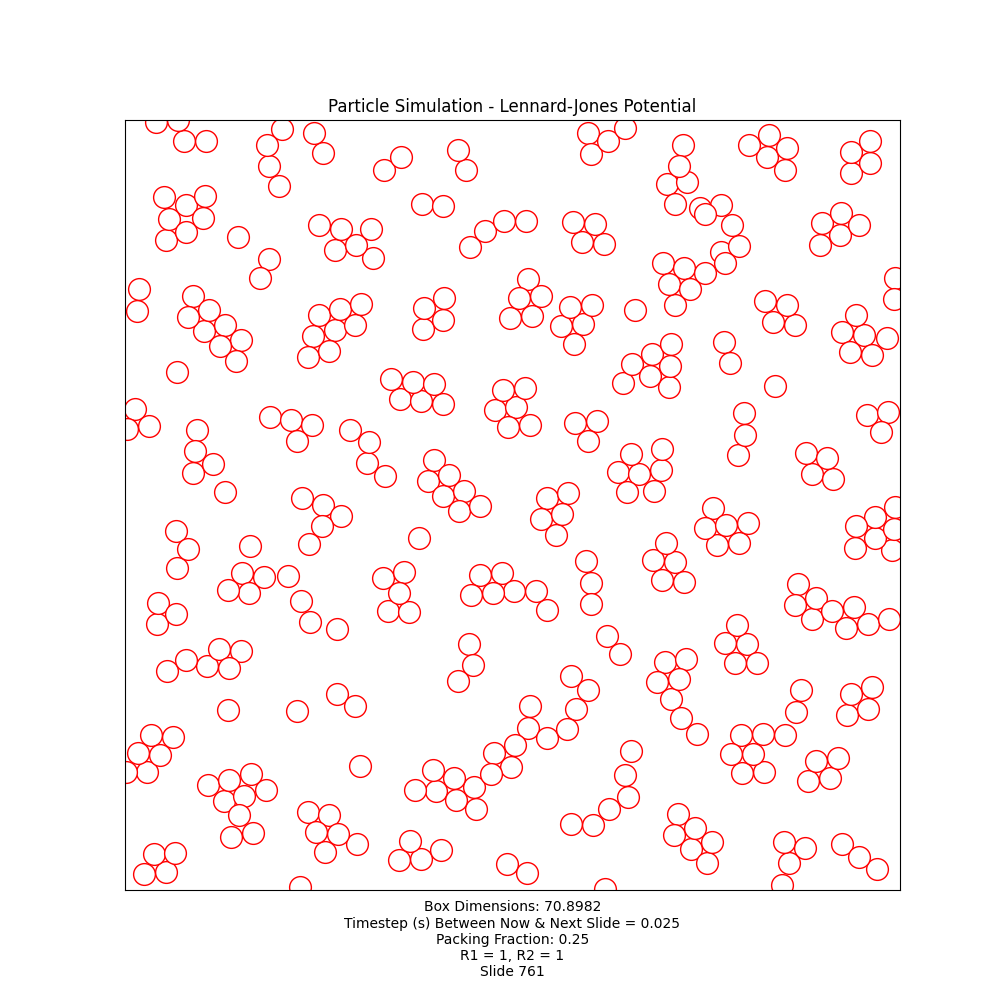 Particle Simulation - Lennard-Jones Potential
Box Dimensions: 70.8982
Timestep (s) Between Now & Next Slide = 0.025
Packing Fraction: 0.25
R1 = 1, R2 = 1
Slide 761